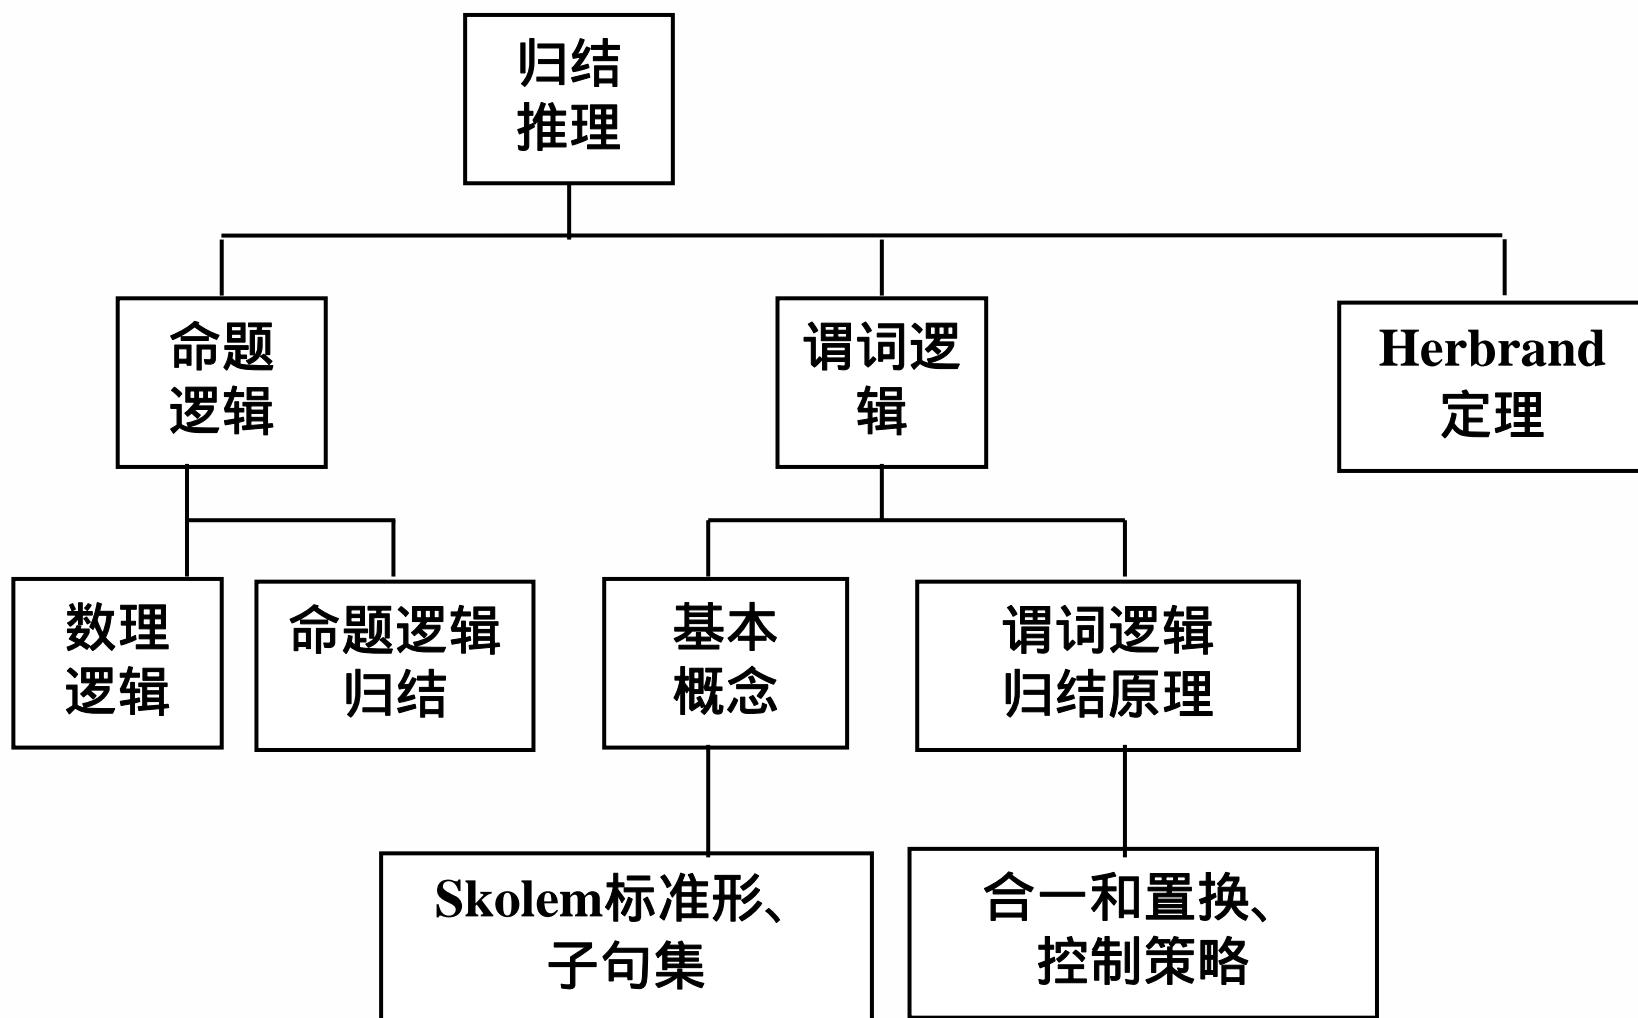 归结
推理
命题
逻辑
谓词逻
辑
Herbrand
定理
数理
逻辑
命题逻辑
归结
基本
概念
谓词逻辑
归结原理
Skolem标准形、
子句集
合一和置换、
控制策略